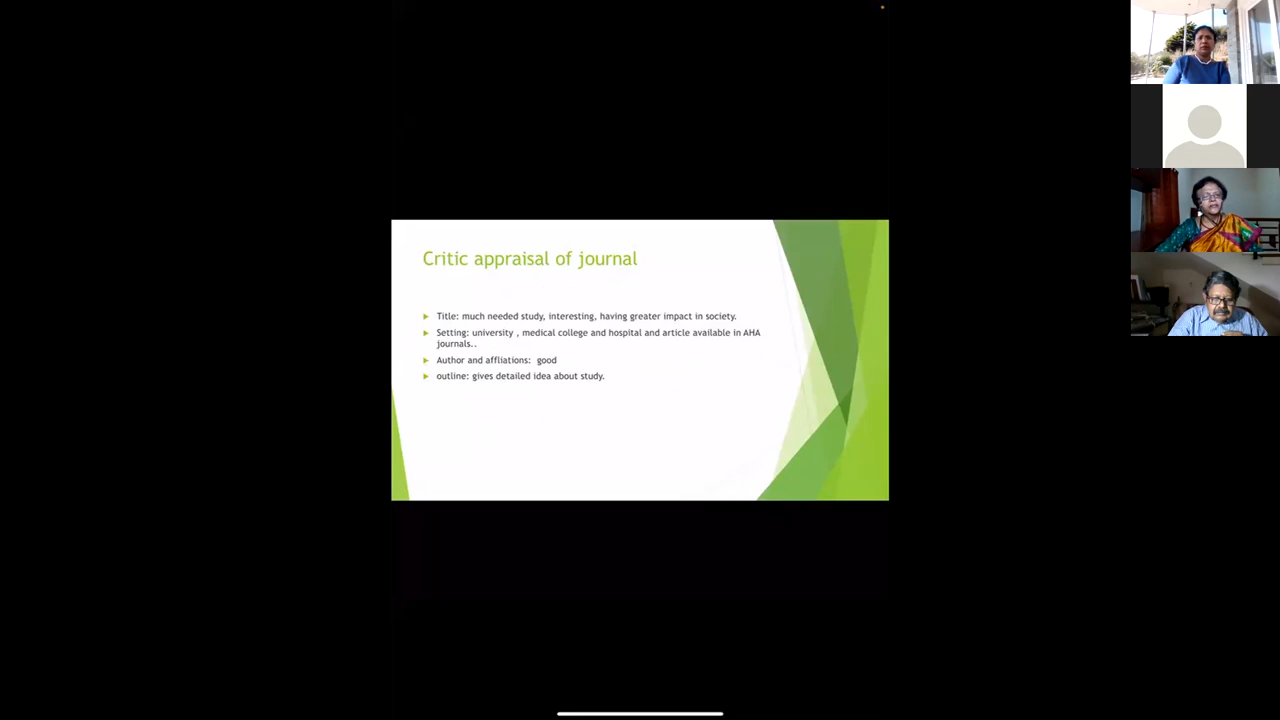 Critic appraisal of journal
Title: much needed study, interesting, having greater impact in society.
Setting: university , medical college and hospital and article available in AHA
journals..
Author and affliations:  good
outline: gives detailed idea about study.